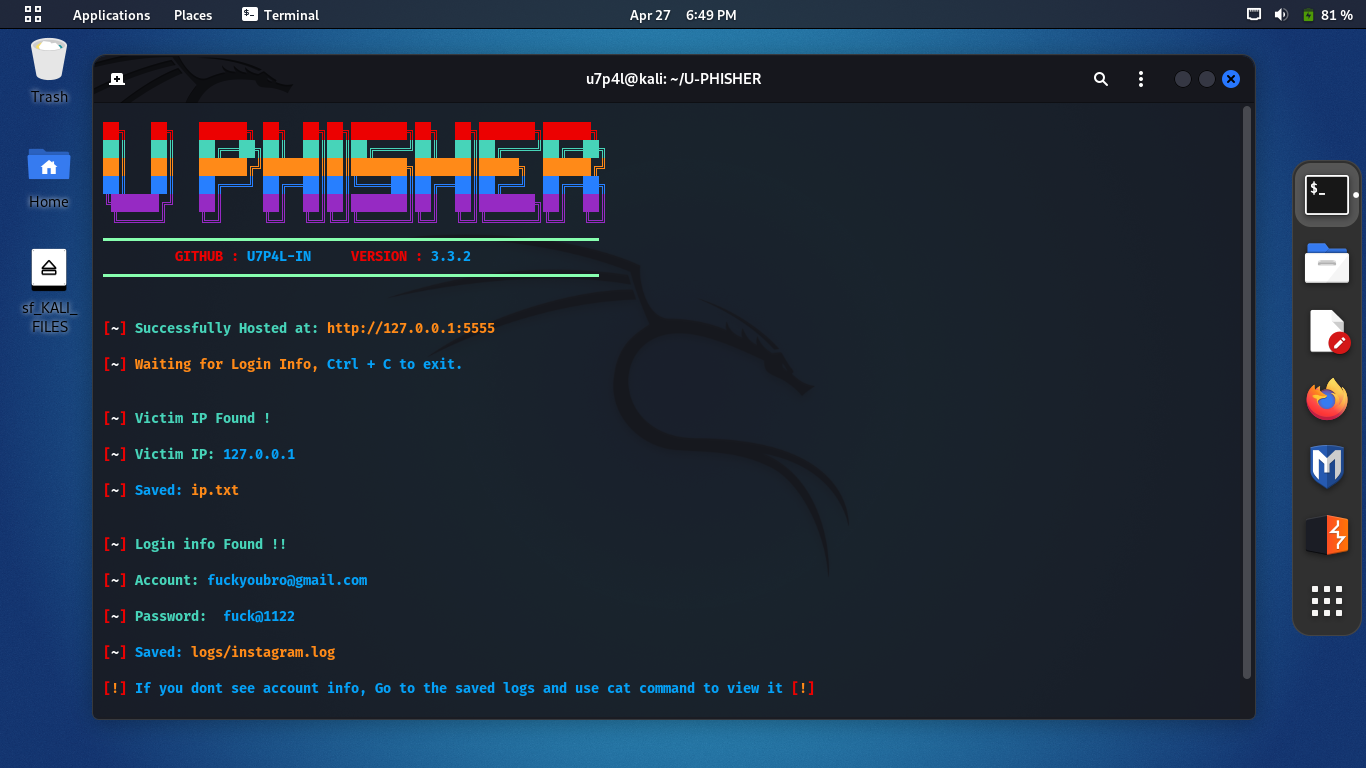 Applications Places Terminal Apr 27 6:49 PM 81 %
Trash
Home
sf_KALI_
FILES
u7p4l@kali: ~/U-PHISHER
U PHISHER
GITHUB : U7P4L-IN VERSION : 3.3.2
[~] Successfully Hosted at: http://127.0.0.1:5555
[~] Waiting for Login Info, Ctrl + C to exit.
[~] Victim IP Found !
[~] Victim IP: 127.0.0.1
[~] Saved: ip.txt
[~] Login info Found !!
[~] Account: fuckyoubro@gmail.com
[~] Password: fuck@1122
[~] Saved: logs/instagram.log
[!] If you dont see account info, Go to the saved logs and use cat command to view it [!]
$_